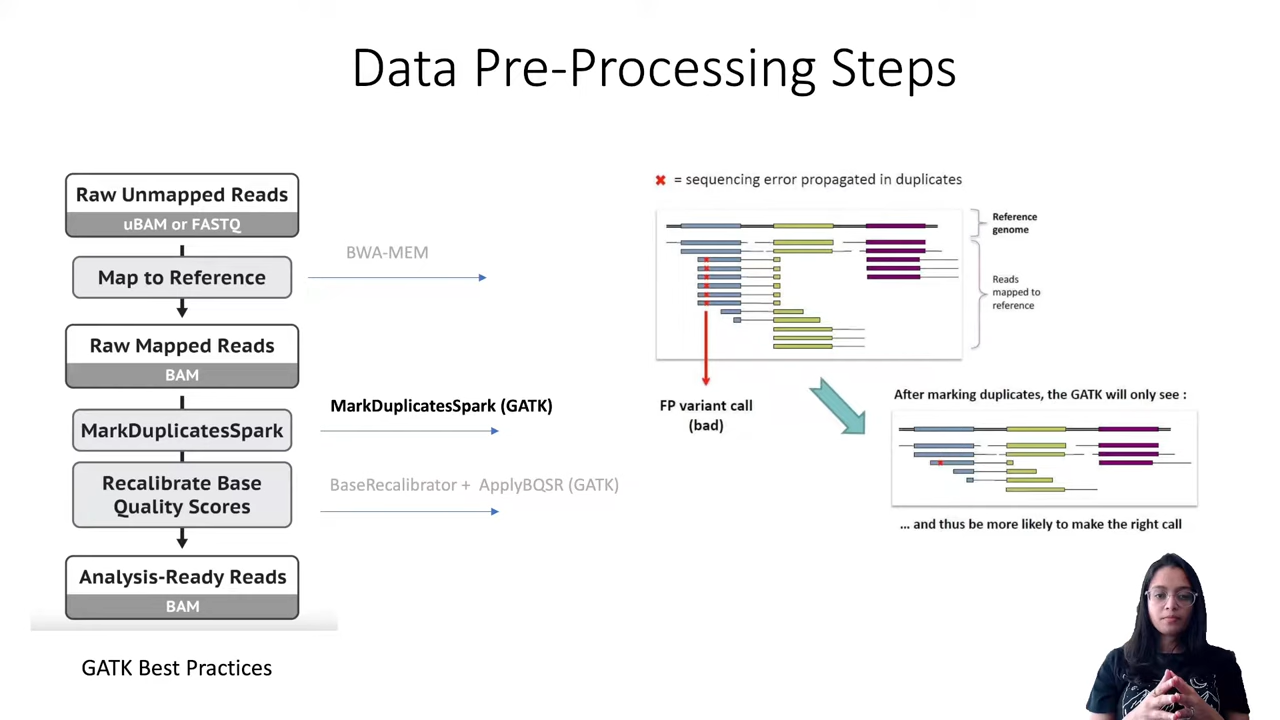 Data Pre-Processing Steps
Raw Unmapped Reads
uBAM or FASTQ
Map to Reference
Raw Mapped Reads
BAM
MarkDuplicatesSpark
Recalibrate Base
Quality Scores
Analysis-Ready Reads
BAM
GATK Best Practices
BWA-MEM
MarkDuplicatesSpark (GATK)
BaseRecalibrator + ApplyBQSR (GATK)
✖ = sequencing error propagated in duplicates
Reference
genome
Reads
mapped to
reference
FP variant call
(bad)
After marking duplicates, the GATK will only see :
... and thus be more likely to make the right call